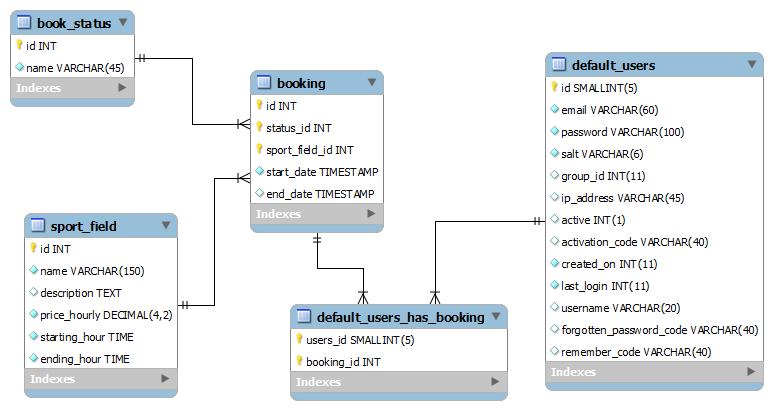 book_status
id INT
name VARCHAR(45)
Indexes
booking
id INT
status_id INT
sport_field_id INT
start_date TIMESTAMP
end_date TIMESTAMP
Indexes
default_users
id SMALLINT(5)
email VARCHAR(60)
password VARCHAR(100)
salt VARCHAR(6)
group_id INT(11)
ip_address VARCHAR(45)
active INT(1)
activation_code VARCHAR(40)
created_on INT(11)
last_login INT(11)
username VARCHAR(20)
forgotten_password_code VARCHAR(40)
remember_code VARCHAR(40)
Indexes
sport_field
id INT
name VARCHAR(150)
description TEXT
price_hourly DECIMAL(4,2)
starting_hour TIME
ending_hour TIME
Indexes
default_users_has_booking
users_id SMALLINT(5)
booking_id INT
Indexes